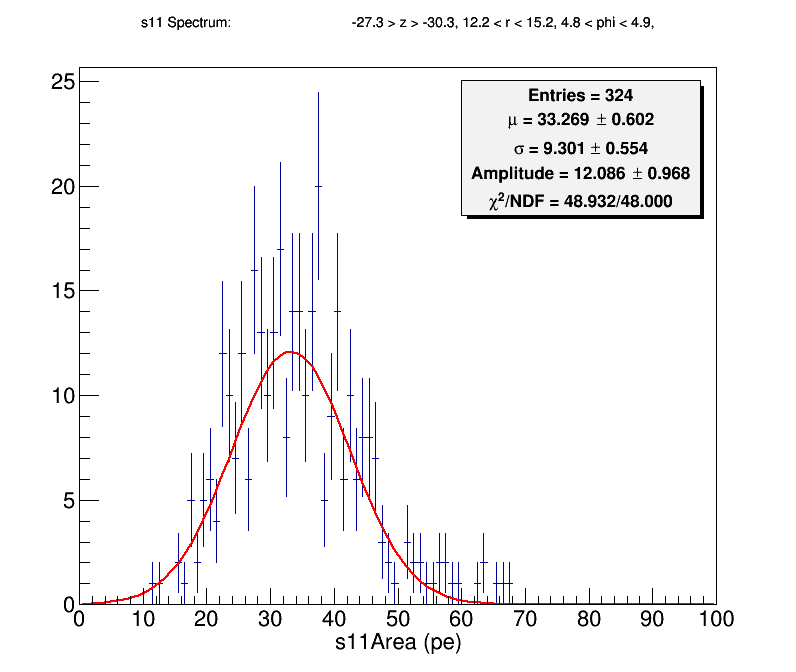 s11 Spectrum: -27.3 > z > -30.3, 12.2 < r < 15.2, 4.8 < phi < 4.9,
Entries = 324
μ = 33.269 ± 0.602
σ = 9.301 ± 0.554
Amplitude = 12.086 ± 0.968
χ²/NDF = 48.932/48.000
25
20
15
10
5
0
0 10 20 30 40 50 60 70 80 90 100
s11Area (pe)